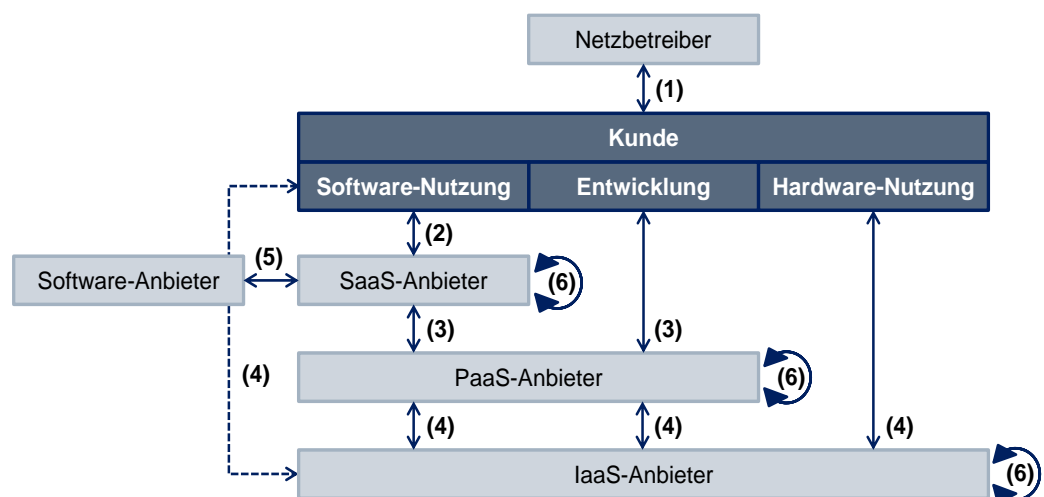 Netzbetreiber
(1)
Kunde
Software-Nutzung Entwicklung Hardware-Nutzung
(2)
Software-Anbieter (5) SaaS-Anbieter (6)
(3) (3)
(4) PaaS-Anbieter (6)
(4) (4) (4)
IaaS-Anbieter (6)